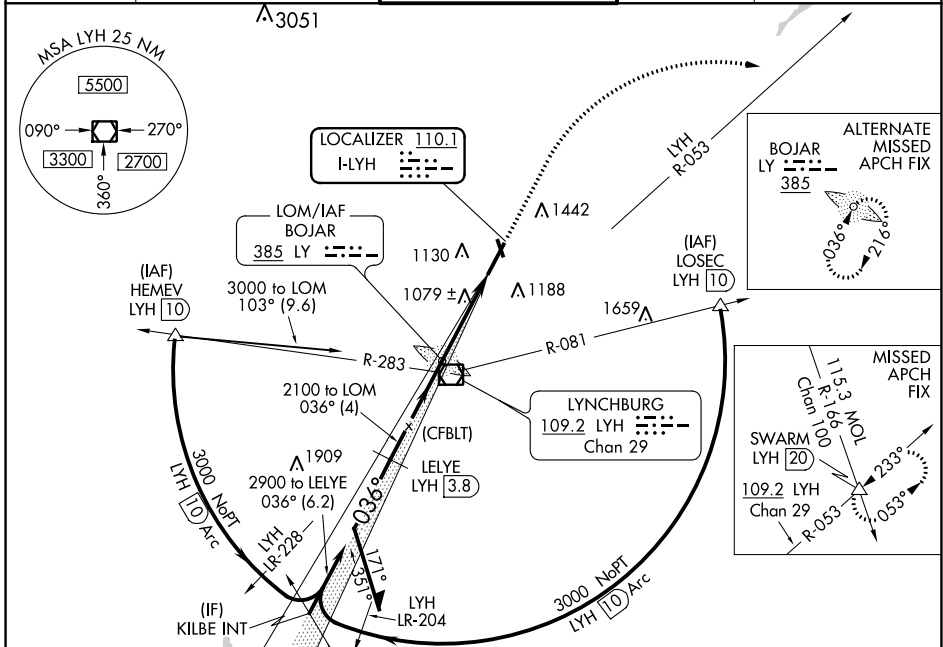 3051
MSA LYH 25 NM
5500
090°
270°
3300
2700
360°
LOCALIZER 110.1
I-LYH
LYH
R-053
ALTERNATE
MISSED
APCH FIX
BOJAR
LY
385
036°
216°
LOM/IAF
BOJAR
385 LY
1442
1130
1079 ±
1188
(IAF)
HEMEV
LYH 10
3000 to LOM
103° (9.6)
(IAF)
LOSEC
LYH 10
1659
R-283
R-081
2100 to LOM
036° (4)
(CFBLT)
LYNCHBURG
109.2 LYH
Chan 29
MISSED
APCH
FIX
115.3 MOL
R-166
Chan 100
SWARM
LYH 20
109.2 LYH
Chan 29
R-053
233°
053°
1909
2900 to LELYE
036° (6.2)
LELYE
LYH 3.8
036°
3000 NoPT
LYH 10 Arc
LYH
LR-228
171°
351°
LYH
LR-204
3000 NoPT
LYH 10 Arc
(IF)
KILBE INT